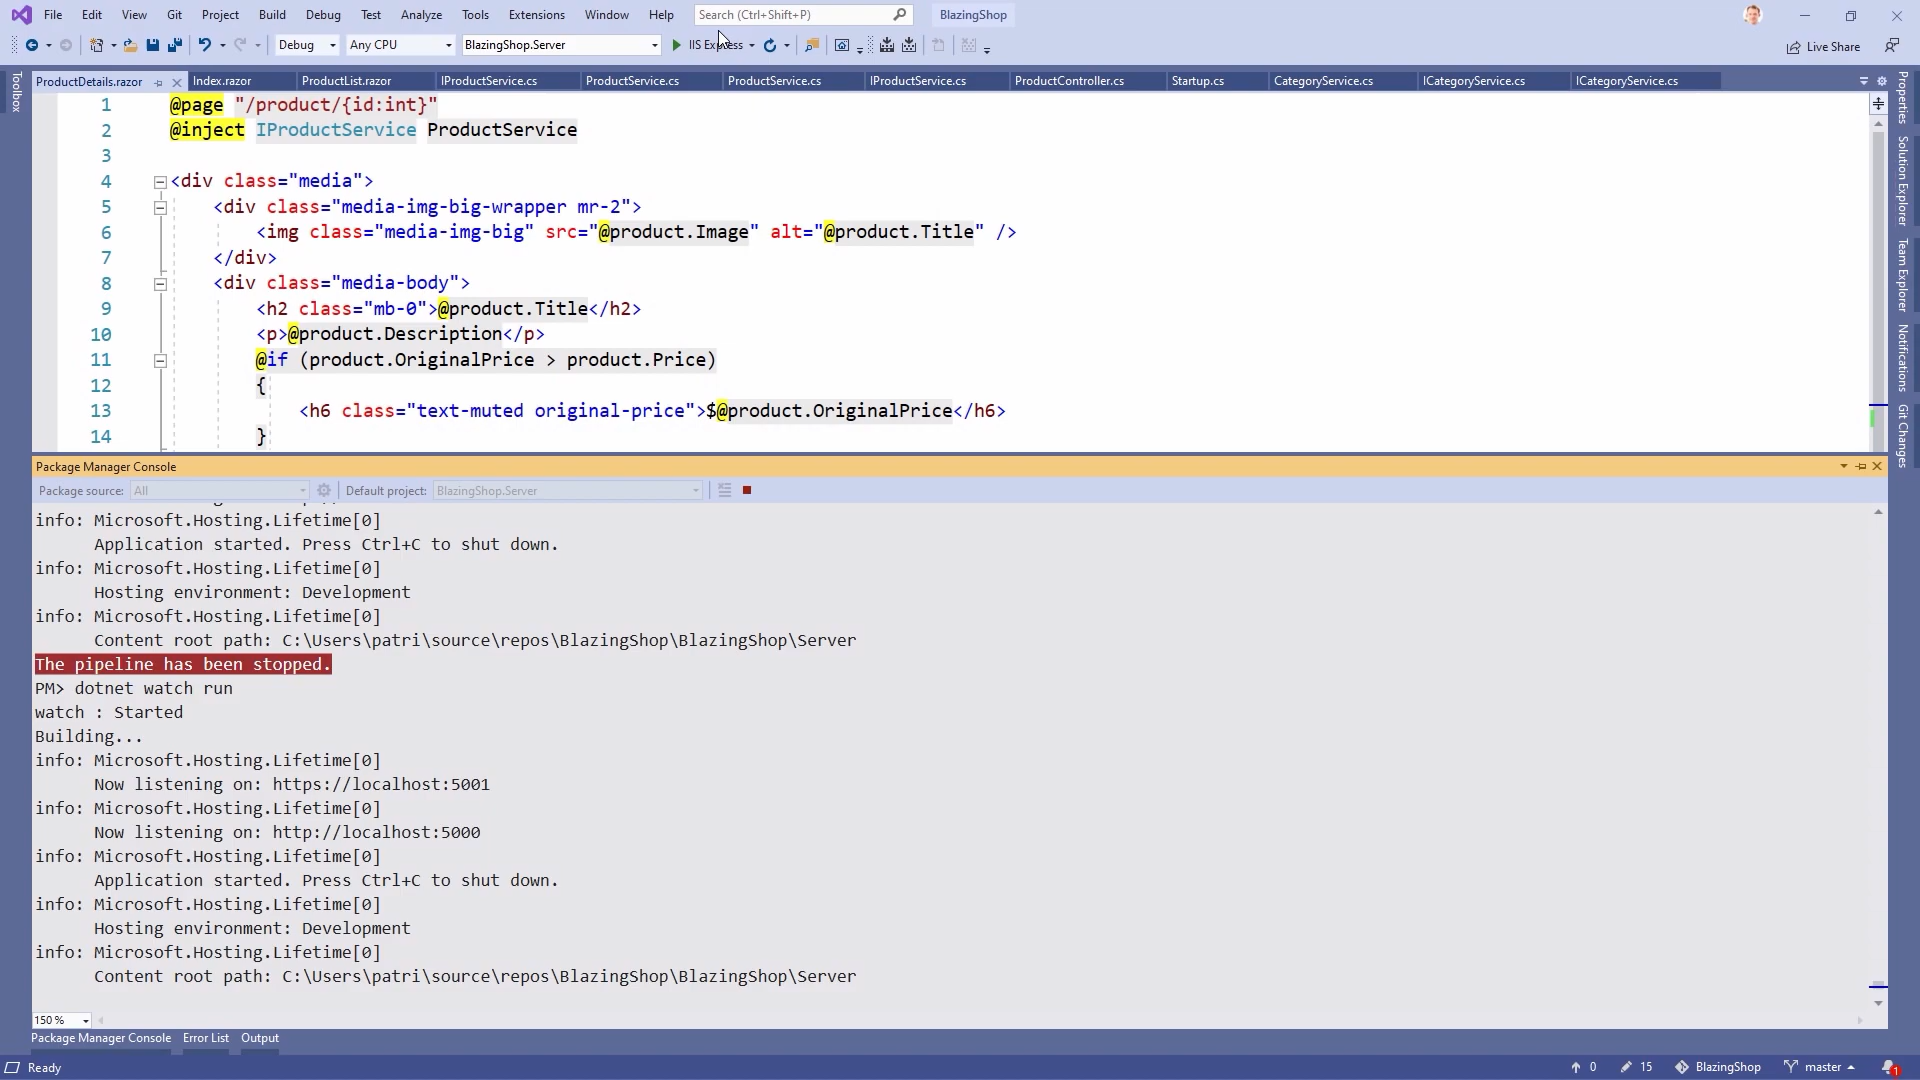 File Edit View Git Project Build Debug Test Analyze Tools Extensions Window Help Search (Ctrl+Shift+P) BlazingShop
Debug Any CPU BlazingShop.Server IIS Express Live Share
ProductDetails.razor Index.razor ProductList.razor IProductService.cs ProductService.cs ProductService.cs IProductService.cs ProductController.cs Startup.cs CategoryService.cs ICategoryService.cs ICategoryService.cs
Toolbox
Properties
Solution Explorer
Team Explorer
Notifications
Git Changes
1 @page "/product/{id:int}"
2 @inject IProductService ProductService
3
4 <div class="media">
5 <div class="media-img-big-wrapper mr-2">
6 <img class="media-img-big" src="@product.Image" alt="@product.Title" />
7 </div>
8 <div class="media-body">
9 <h2 class="mb-0">@product.Title</h2>
10 <p>@product.Description</p>
11 @if (product.OriginalPrice > product.Price)
12 {
13 <h6 class="text-muted original-price">$@product.OriginalPrice</h6>
14 }
Package Manager Console
Package source: All Default project: BlazingShop.Server
info: Microsoft.Hosting.Lifetime[0]
Application started. Press Ctrl+C to shut down.
info: Microsoft.Hosting.Lifetime[0]
Hosting environment: Development
info: Microsoft.Hosting.Lifetime[0]
Content root path: C:\Users\patri\source\repos\BlazingShop\BlazingShop\Server
The pipeline has been stopped.
PM> dotnet watch run
watch : Started
Building...
info: Microsoft.Hosting.Lifetime[0]
Now listening on: https://localhost:5001
info: Microsoft.Hosting.Lifetime[0]
Now listening on: http://localhost:5000
info: Microsoft.Hosting.Lifetime[0]
Application started. Press Ctrl+C to shut down.
info: Microsoft.Hosting.Lifetime[0]
Hosting environment: Development
info: Microsoft.Hosting.Lifetime[0]
Content root path: C:\Users\patri\source\repos\BlazingShop\BlazingShop\Server
150 %
Package Manager Console Error List Output
Ready 0 15 BlazingShop master 1